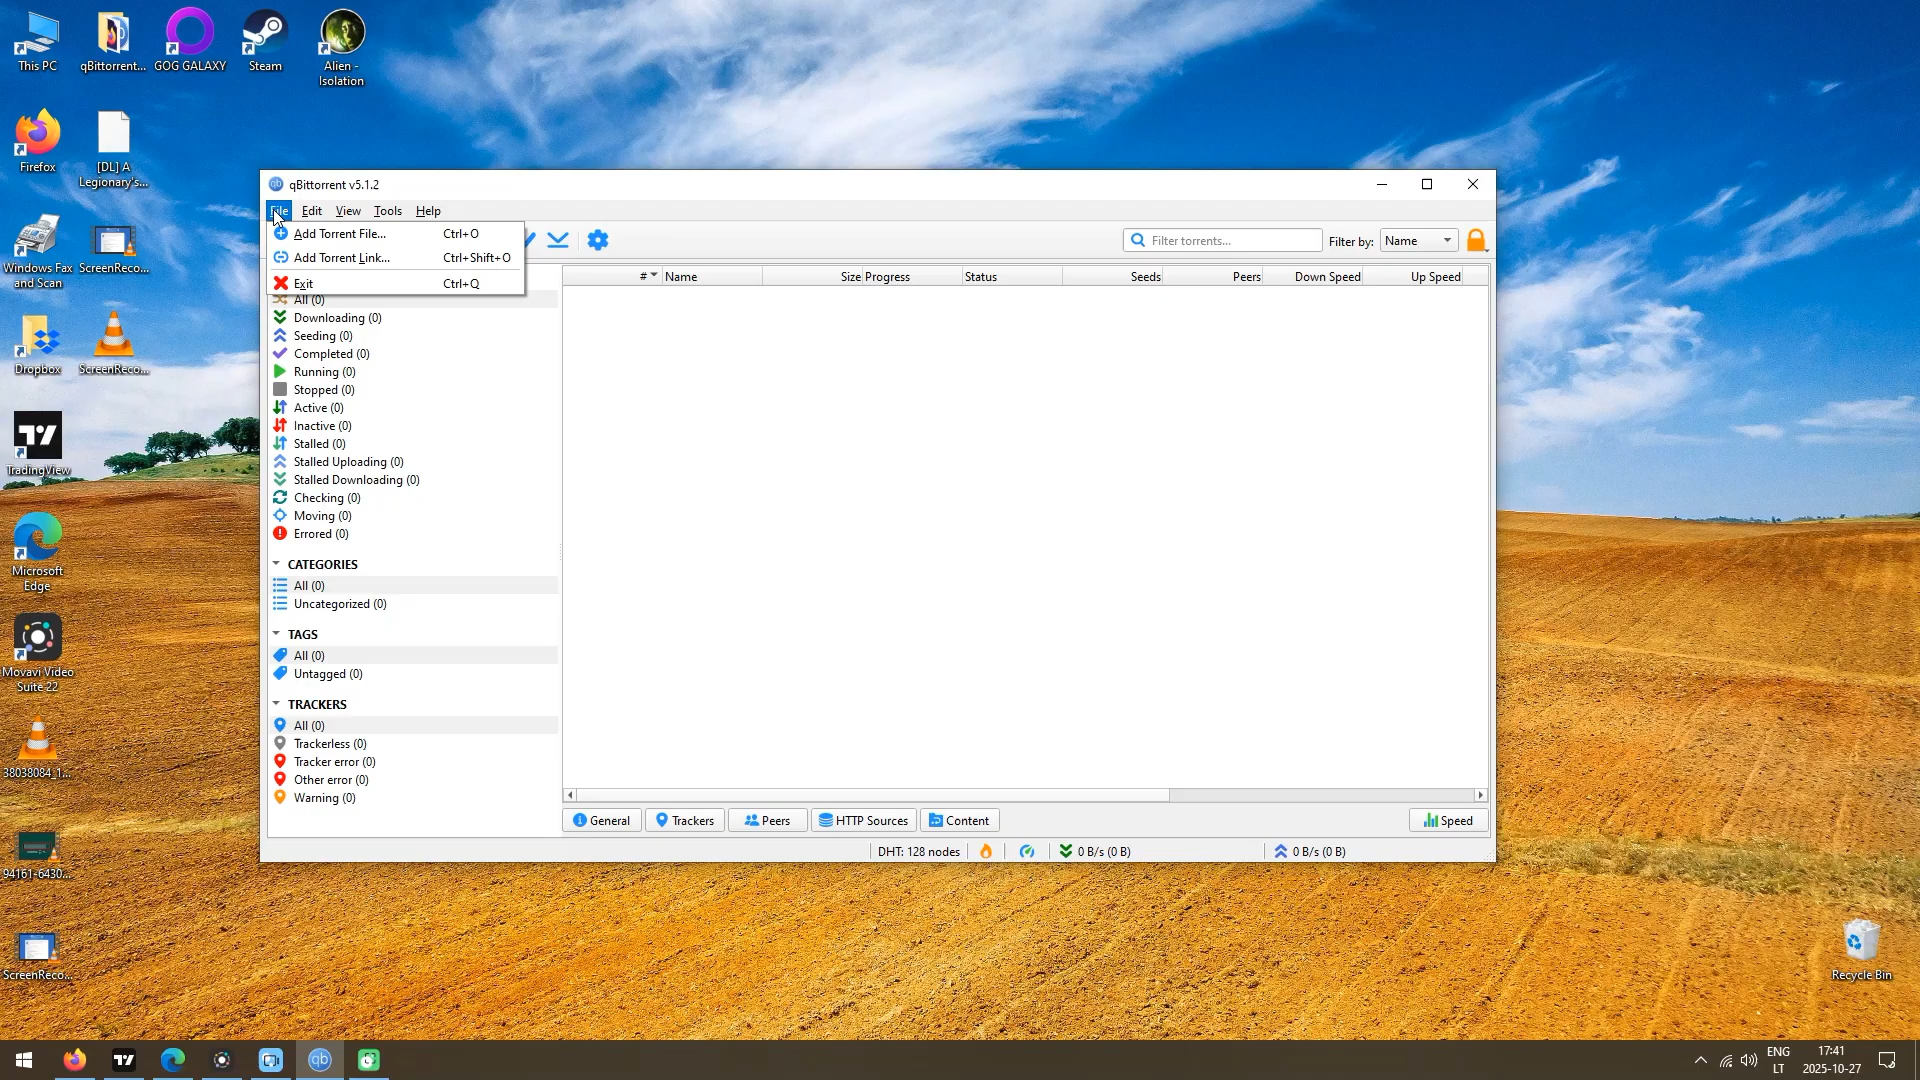 This PC
qBittorrent...
GOG GALAXY
Steam
Alien -
Isolation
Firefox
[DL] A
Legionary's...
Windows Fax
and Scan
ScreenReco...
Dropbox
ScreenReco...
TradingView
Microsoft
Edge
Movavi Video
Suite 22
38038084_1...
94161-6430...
ScreenReco...
Recycle Bin
qBittorrent v5.1.2
File Edit View Tools Help
Add Torrent File... Ctrl+O
Add Torrent Link... Ctrl+Shift+O
Exit Ctrl+Q
Filter torrents...
Filter by: Name
# Name Size Progress Status Seeds Peers Down Speed Up Speed
All (0)
Downloading (0)
Seeding (0)
Completed (0)
Running (0)
Stopped (0)
Active (0)
Inactive (0)
Stalled (0)
Stalled Uploading (0)
Stalled Downloading (0)
Checking (0)
Moving (0)
Errored (0)
CATEGORIES
All (0)
Uncategorized (0)
TAGS
All (0)
Untagged (0)
TRACKERS
All (0)
Trackerless (0)
Tracker error (0)
Other error (0)
Warning (0)
General Trackers Peers HTTP Sources Content Speed
DHT: 128 nodes 0 B/s (0 B) 0 B/s (0 B)
qb
ENG
LT
17:41
2025-10-27